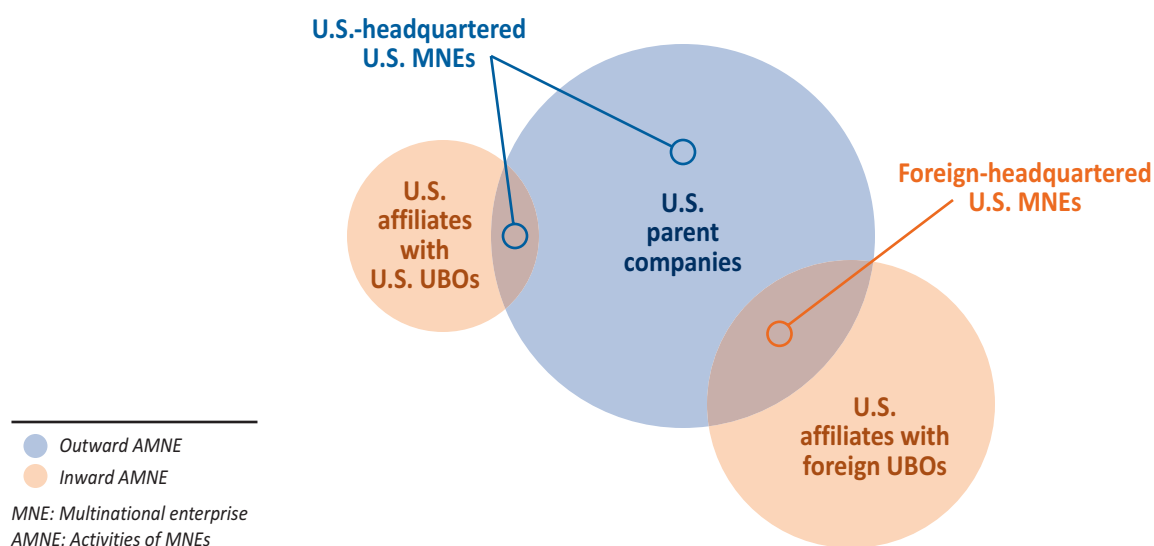 U.S.-headquartered
U.S. MNEs
Foreign-headquartered
U.S. MNEs
U.S.
affiliates
with
U.S. UBOs
U.S.
parent
companies
U.S.
affiliates with
foreign UBOs
Outward AMNE
Inward AMNE
MNE: Multinational enterprise
AMNE: Activities of MNEs